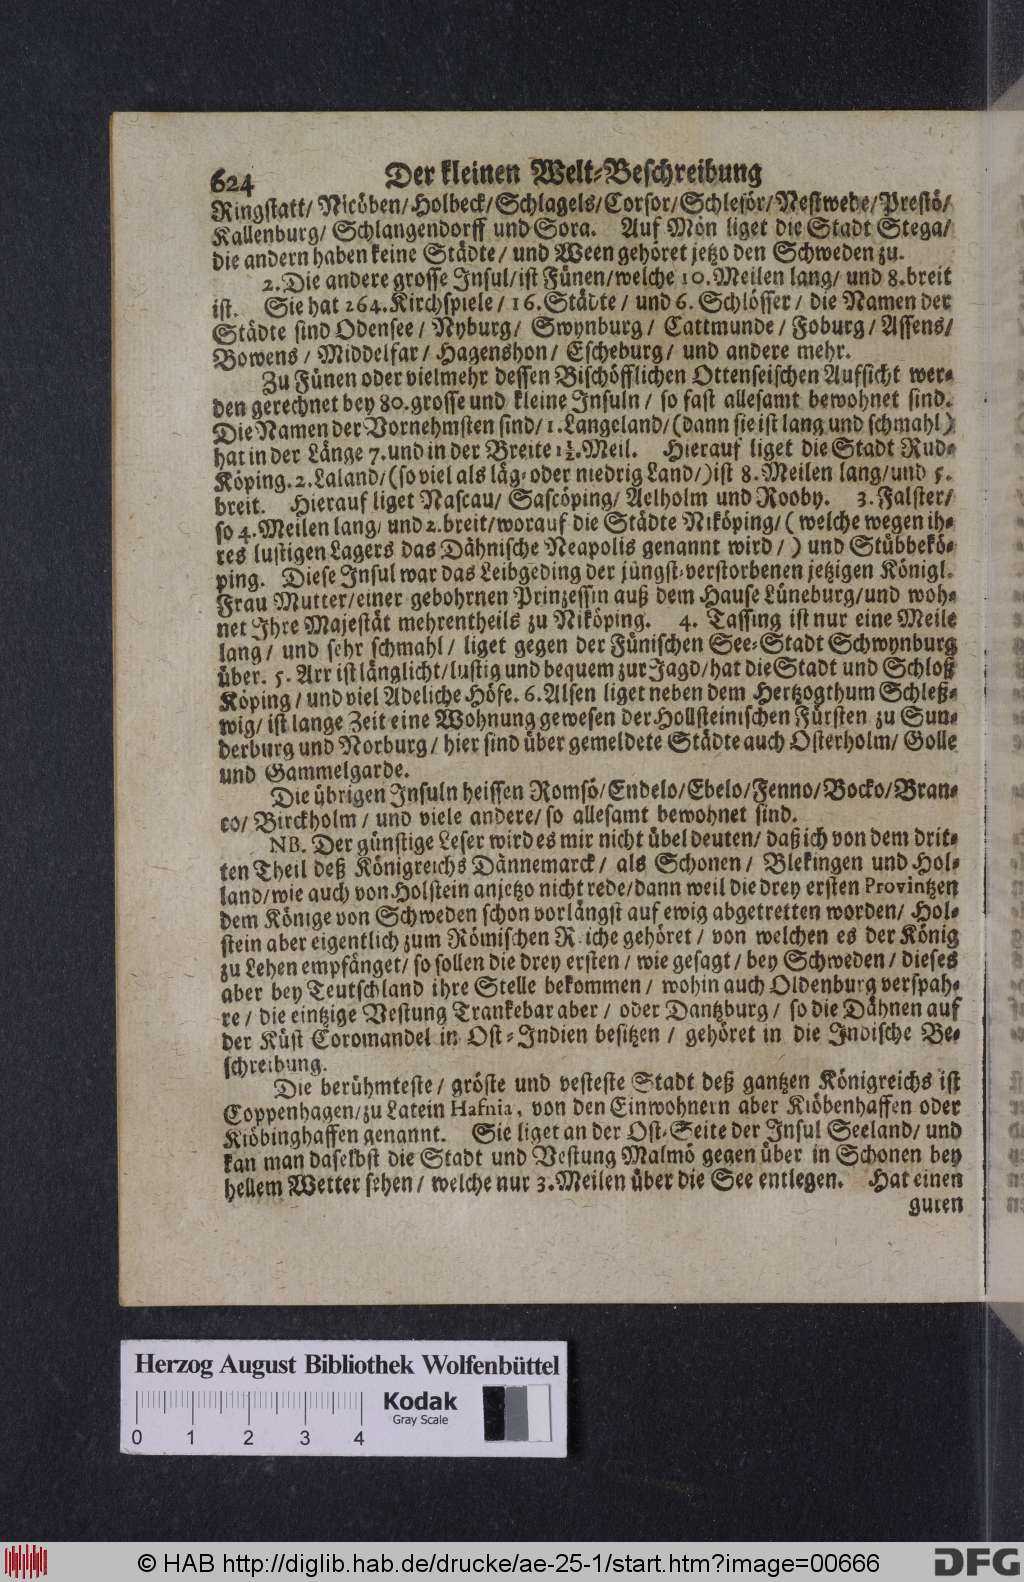 624 Der kleinen Welt-Beschreibung
Ringstatt/ Nicöben/ Holbeck/ Schlagels/ Corsor/ Schlesör/ Nestwede/ Prestö/
Kallenburg/ Schlangendorff und Sora. Auf Mön liget die Stadt Stega/
die andern haben keine Städte/ und Ween gehöret jetzo den Schweden zu.
2. Die andere grosse Insul/ ist Fünen/ welche 10. Meilen lang/ und 8. breit
ist. Sie hat 264. Kirchspiele/ 16. Städte/ und 6. Schlösser/ die Namen der
Städte sind Odensee/ Nyburg/ Swynburg/ Cattmunde/ Foburg/ Assens/
Bowens/ Middelfar/ Hagenshon/ Escheburg/ und andere mehr.
Zu Fünen oder vielmehr dessen Bischöfflichen Ottenseischen Aufsicht wer-
den gerechnet bey 80. grosse und kleine Insuln/ so fast allesamt bewohnet sind.
Die Namen der Vornehmsten sind/ 1. Langeland/ (dann sie ist lang und schmahl)
hat in der Länge 7. und in der Breite 1½. Meil. Hierauf liget die Stadt Rud-
Köping. 2. Laland/ (so viel als läg- oder niedrig Land/) ist 8. Meilen lang/ und 5.
breit. Hierauf liget Nascau/ Sascöping/ Aelholm und Rooby. 3. Falster/
so 4. Meilen lang/ und 2. breit/ worauf die Städte Niköping/ ( welche wegen ih-
res lustigen Lagers das Dähnische Neapolis genannt wird/ ) und Stübbekö-
ping. Diese Insul war das Leibgeding der jüngst-verstorbenen jetzigen Königl.
Frau Mutter/ einer gebohrnen Prinzessin auß dem Hause Lüneburg/ und woh-
net Ihre Majestät mehrentheils zu Niköping. 4. Tassing ist nur eine Meile
lang/ und sehr schmahl/ liget gegen der Fünischen See-Stadt Schwynburg
über. 5. Arr ist länglicht/ lustig und bequem zur Jagd/ hat die Stadt und Schloß
Köping/ und viel Adeliche Höfe. 6. Alsen liget neben dem Hertzogthum Schleß-
wig/ ist lange Zeit eine Wohnung gewesen der Hollsteinischen Fürsten zu Sun-
derburg und Norburg/ hier sind über gemeldete Städte auch Osterholm/ Golle
und Gammelgarde.
Die übrigen Insuln heissen Romsö/ Endelo/ Ebelo/ Fenno/ Bocko/ Bran-
co/ Birckholm/ und viele andere/ so allesamt bewohnet sind.
NB. Der günstige Leser wird es mir nicht übel deuten/ daß ich von dem drit-
ten Theil deß Königreichs Dännemarck/ als Schonen/ Blekingen und Hol-
land/ wie auch von Holstein anjetzo nicht rede/ dann weil die drey ersten Provintzen
dem Könige von Schweden schon vorlängst auf ewig abgetretten worden/ Hol-
stein aber eigentlich zum Römischen Reiche gehöret/ von welchen es der König
zu Lehen empfänget/ so sollen die drey ersten/ wie gesagt/ bey Schweden/ dieses
aber bey Teutschland ihre Stelle bekommen/ wohin auch Oldenburg verspah-
re/ die eintzige Vestung Trankebar aber/ oder Dantzburg/ so die Dähnen auf
der Küst Coromandel in Ost-Indien besitzen/ gehöret in die Indische Be-
schreibung.
Die berühmteste/ gröste und vesteste Stadt deß gantzen Königreichs ist
Coppenhagen/ zu Latein Hafnia, von den Einwohnern aber Kiöbenhaffen oder
Kiöbinghaffen genannt. Sie liget an der Ost-Seite der Insul Seeland/ und
kan man daselbst die Stadt und Vestung Malmö gegen über in Schonen bey
hellem Wetter sehen/ welche nur 3. Meilen über die See entlegen. Hat einen
guten
Herzog August Bibliothek Wolfenbüttel
Kodak
Gray Scale
0 1 2 3 4
© HAB http://diglib.hab.de/drucke/ae-25-1/start.htm?image=00666
DFG